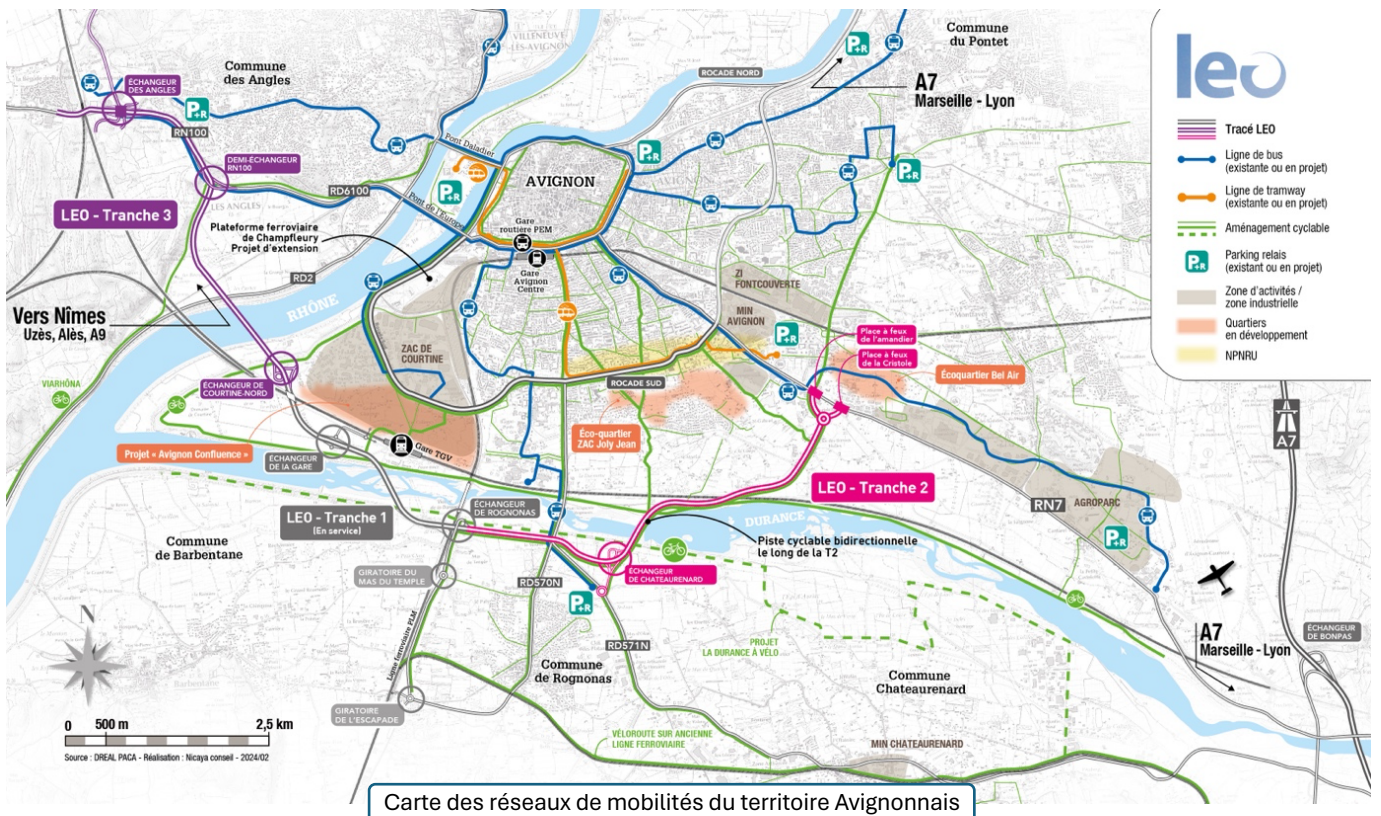 VILLENEUVE-
LÈS-AVIGNON
LE PONTET
Commune
du Pontet
Commune
des Angles
ÉCHANGEUR
DES ANGLES
P+R
RN100
P+R
ROCADE NORD
A7
Marseille - Lyon
Pont Daladier
P+R
P+R
DEMI-ÉCHANGEUR
RN100
AVIGNON
P+R
RD6100
LES ANGLES
Pont de l'Europe
LEO - Tranche 3
Plateforme ferroviaire
de Champfleury
Projet d'extension
Gare
routière PEM
Gare
Avignon
Centre
RD2
RHÔNE
Vers Nîmes
Uzès, Alès, A9
ZI
FONTCOUVERTE
MIN
AVIGNON
P+R
Place à feux
de l'amandier
Place à feux
de la Cristole
ZAC DE
COURTINE
Écoquartier Bel Air
ROCADE SUD
ÉCHANGEUR DE
COURTINE-NORD
VIARHÔNA
Éco-quartier
ZAC Joly Jean
Projet « Avignon Confluence »
ÉCHANGEUR
DE lA GARE
Gare TGV
LEO - Tranche 2
RN7
AGROPARC
P+R
LEO - Tranche 1
(En service)
ÉCHANGEUR
DE ROGNONAS
DURANCE
Piste cyclable bidirectionnelle
le long de la T2
Commune
de Barbentane
GIRATOIRE DU
MAS DU TEMPLE
RD570N
ÉCHANGEUR
DE CHATEAURENARD
P+R
Ligne ferroviaire PLM
RD571N
PROJET
LA DURANCE À VÉLO
Commune
de Rognonas
Commune
Chateaurenard
A7
Marseille - Lyon
ÉCHANGEUR
DE BONPAS
A7
Barbentane
GIRATOIRE
DE L'ESCAPADE
VÉLOROUTE SUR ANCIENNE
LIGNE FERROVIAIRE
MIN CHATEAURENARD
N
0 500 m 2,5 km
Source : DREAL PACA - Réalisation : Nicaya conseil - 2024/02
leo
Tracé LEO
Ligne de bus
(existante ou en projet)
Ligne de tramway
(existante ou en projet)
Aménagement cyclable
P+R
Parking relais
(existant ou en projet)
Zone d'activités /
zone industrielle
Quartiers
en développement
NPNRU
Carte des réseaux de mobilités du territoire Avignonnais